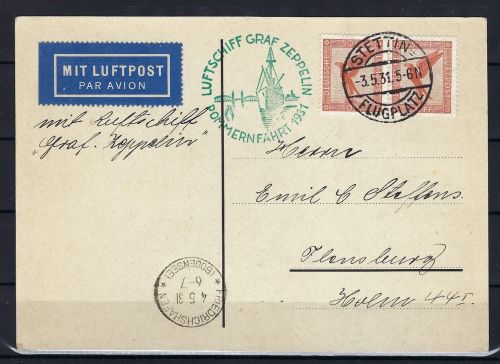 MIT LUFTPOST
PAR AVION
mit Luftschiff
"Graf Zeppelin"
LUFTSCHIFF GRAF ZEPPELIN
POMMERNFAHRT 1931
STETTIN
-3.5.31.5-6N
FLUGPLATZ
DEUTSCHE
Herrn
Emil C Steffens
Flensburg
Holm 44 I.
* FRIEDRICHSHAFEN *
(BODENSEE)
4.5.31
6-7